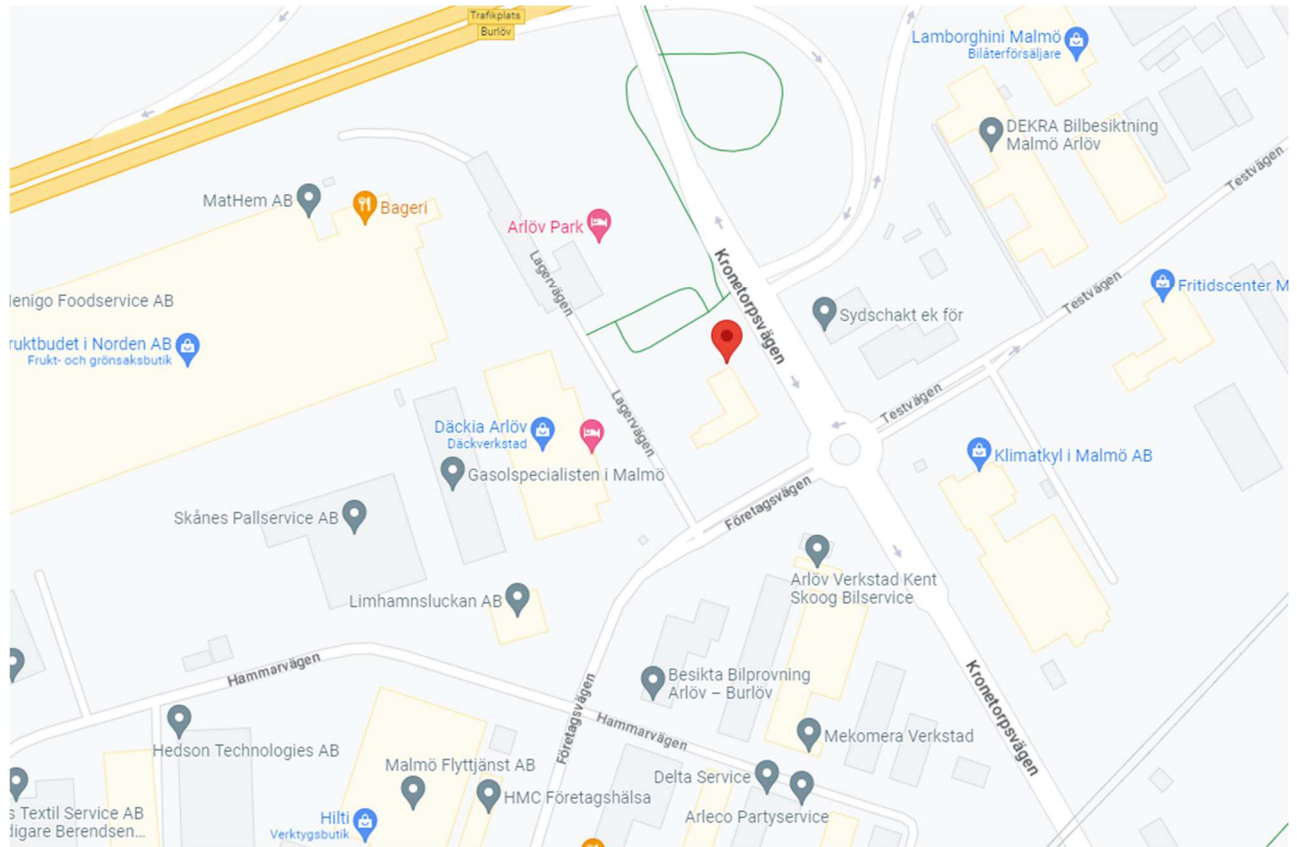 Trafikplats
Burlöv
Lamborghini Malmö
Bilåterförsäljare
DEKRA Bilbesiktning
Malmö Arlöv
Testvägen
MatHem AB
Bageri
Arlöv Park
Kronetorpsvägen
Lagervägen
Testvägen
Fritidscenter M
enigo Foodservice AB
Sydschakt ek för
ruktbudet i Norden AB
Frukt- och grönsaksbutik
Lagervägen
Testvägen
Däckia Arlöv
Däckverkstad
Klimatkyl i Malmö AB
Gasolspecialisten i Malmö
Företagsvägen
Skånes Pallservice AB
Arlöv Verkstad Kent
Skoog Bilservice
Limhamnsluckan AB
Hammarvägen
Besikta Bilprovning
Arlöv – Burlöv
Kronetorpsvägen
Företagsvägen
Hammarvägen
Mekomera Verkstad
Hedson Technologies AB
Malmö Flyttjänst AB
Delta Service
HMC Företagshälsa
Arleco Partyservice
s Textil Service AB
digare Berendsen...
Hilti
Verktygsbutik